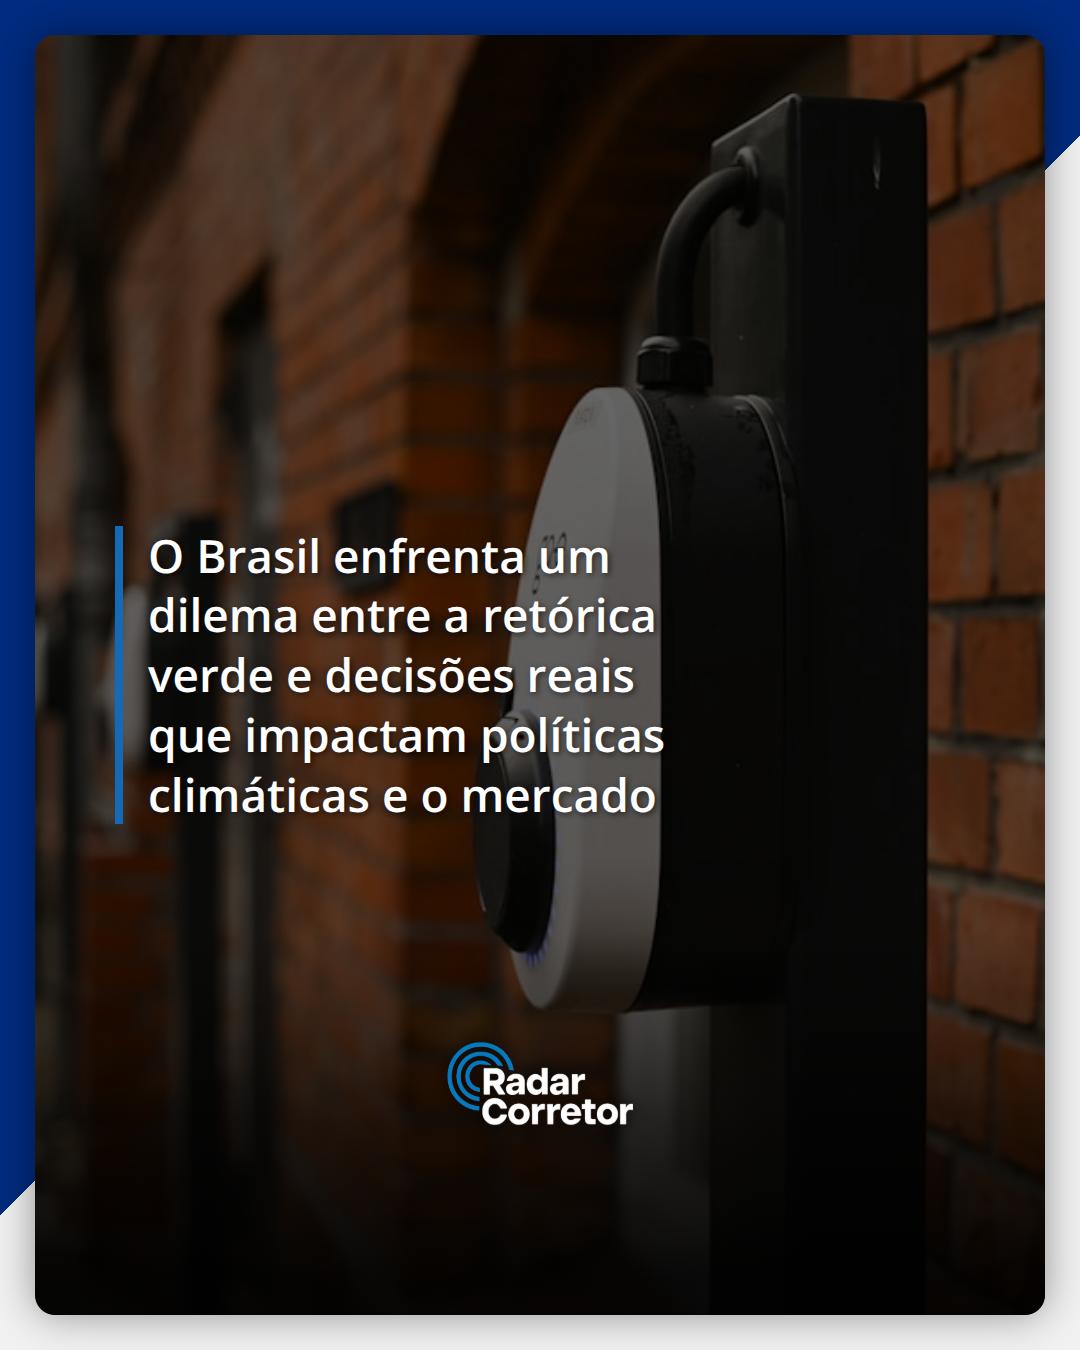 O Brasil enfrenta um
dilema entre a retórica
verde e decisões reais
que impactam políticas
climáticas e o mercado
Radar
Corretor